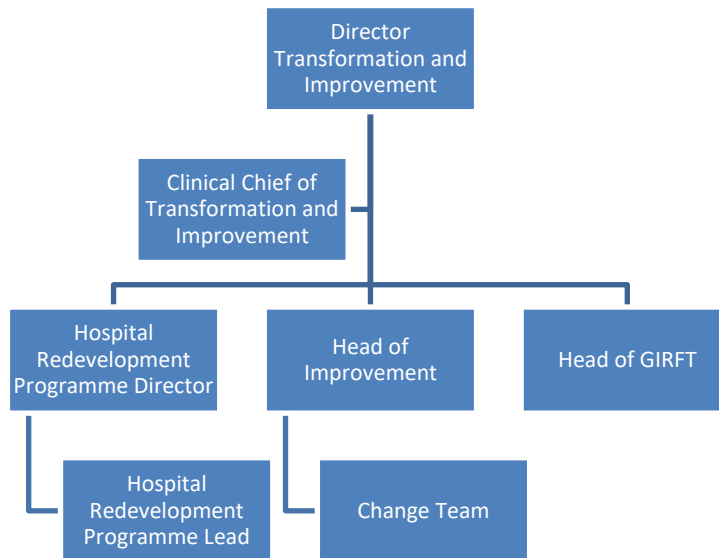 Director
Transformation and
Improvement
Clinical Chief of
Transformation and
Improvement
Hospital
Redevelopment
Programme Director
Head of
Improvement
Head of GIRFT
Hospital
Redevelopment
Programme Lead
Change Team